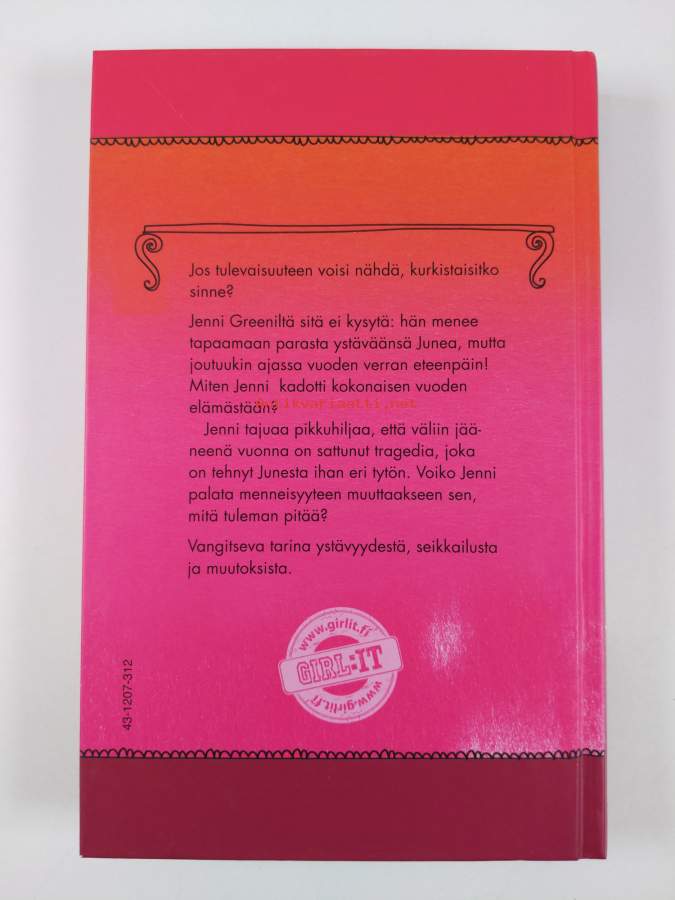 Jos tulevaisuuteen voisi nähdä, kurkistaisitko
sinne?
Jenni Greeniltä sitä ei kysytä: hän menee
tapaamaan parasta ystäväänsä Junea, mutta
joutuukin ajassa vuoden verran eteenpäin!
Miten Jenni kadotti kokonaisen vuoden
elämästään?
antikvariaatti.net
Jenni tajuaa pikkuhiljaa, että väliin jää-
neenä vuonna on sattunut tragedia, joka
on tehnyt Junesta ihan eri tytön. Voiko Jenni
palata menneisyyteen muuttaakseen sen,
mitä tuleman pitää?
Vangitseva tarina ystävyydestä, seikkailusta
ja muutoksista.
www.girlit.fi
GIRL:IT
www.girlit.fi
43-1207-312